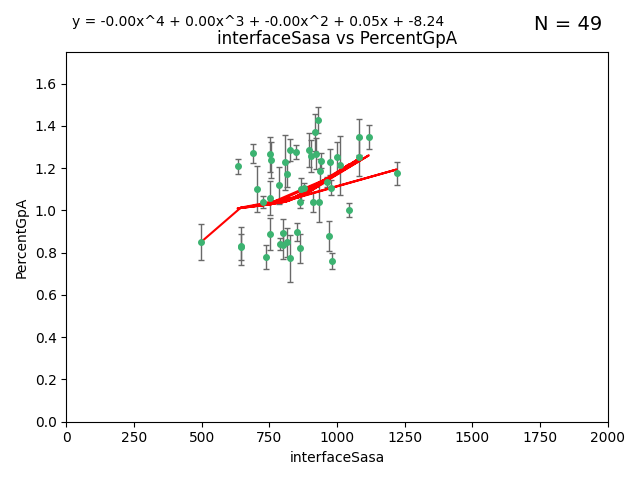 y = -0.00x^4 + 0.00x^3 + -0.00x^2 + 0.05x + -8.24
N = 49
interfaceSasa vs PercentGpA
PercentGpA
1.6
1.4
1.2
1.0
0.8
0.6
0.4
0.2
0.0
0 250 500 750 1000 1250 1500 1750 2000
interfaceSasa